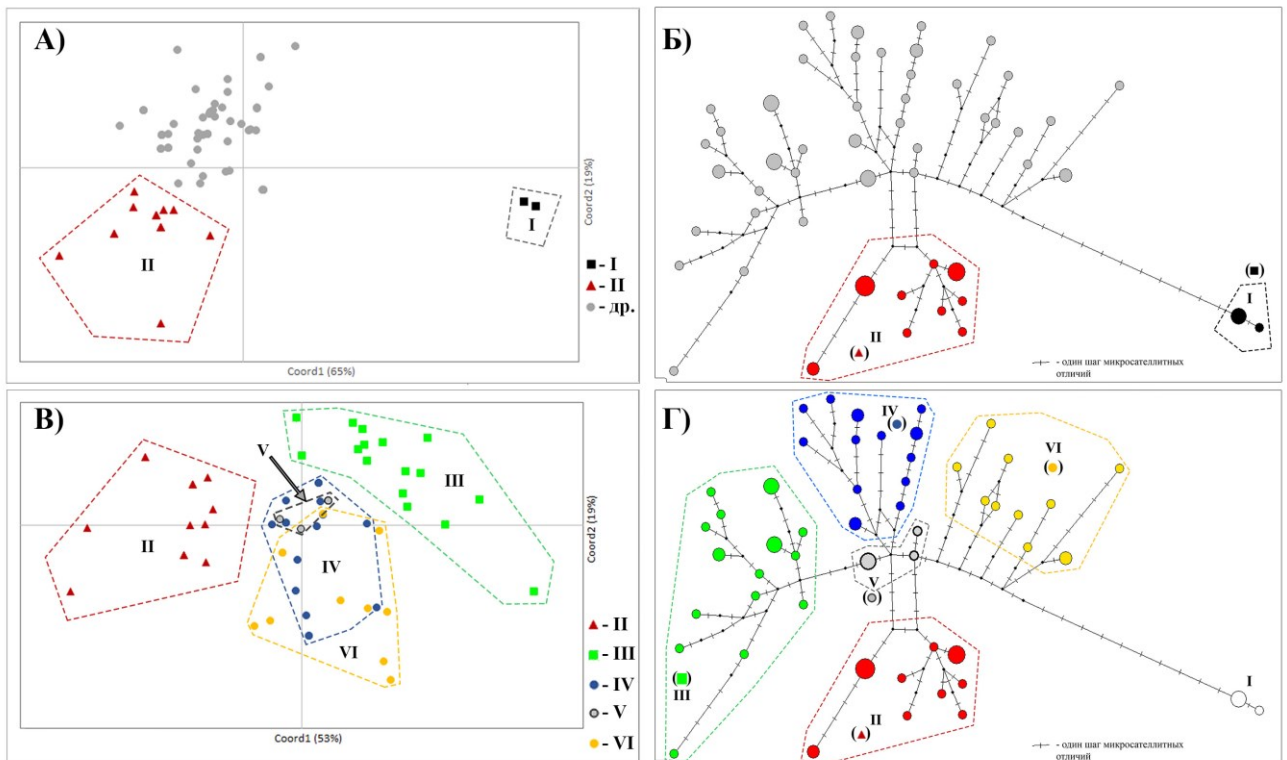 А)
II
I
Coord2 (19%)
■ - I
▲ - II
● - др.
Coord1 (65%)
Б)
(■)
I
II
(▲)
- один шаг микросателлитных
отличий
В)
V
III
II
IV
VI
Coord2 (19%)
▲ - II
■ - III
● - IV
● - V
● - VI
Coord1 (53%)
Г)
IV
(●)
VI
(●)
V
(●)
(■)
III
II
(▲)
I
- один шаг микросателлитных
отличий